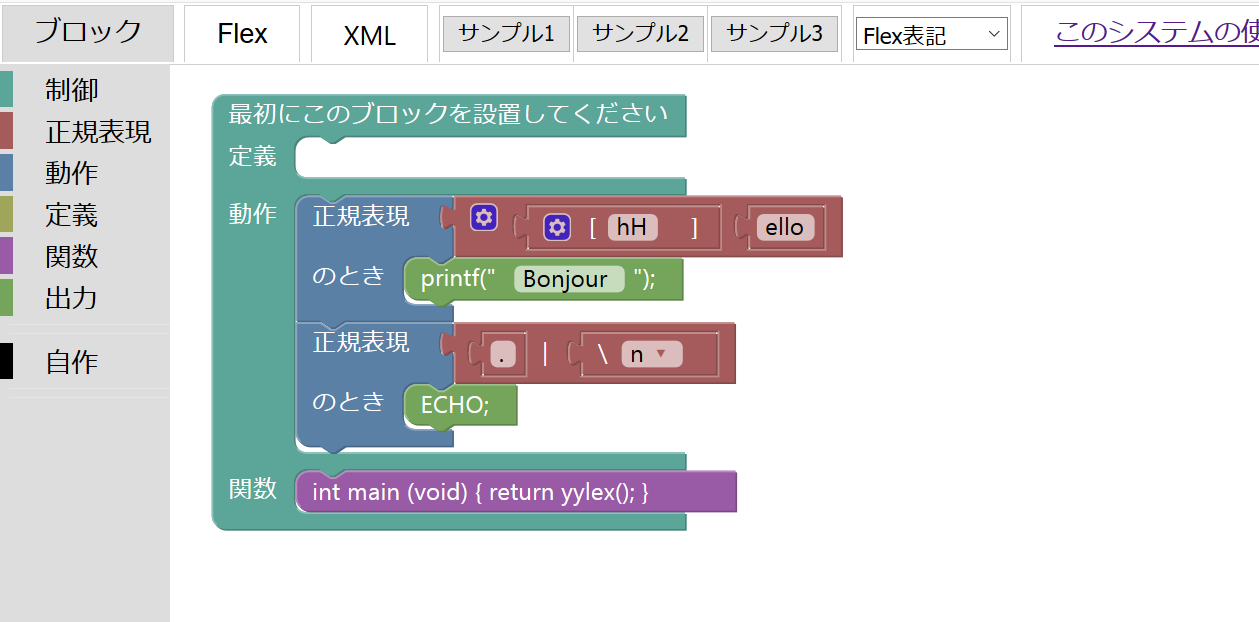 ブロック Flex XML サンプル1 サンプル2 サンプル3 Flex表記 このシステムの使
制御
正規表現
動作
定義
関数
出力
自作
最初にこのブロックを設置してください
定義
動作 正規表現 [ hH ] ello
のとき printf(" Bonjour ");
正規表現 . | \ n
のとき ECHO;
関数 int main (void) { return yylex(); }